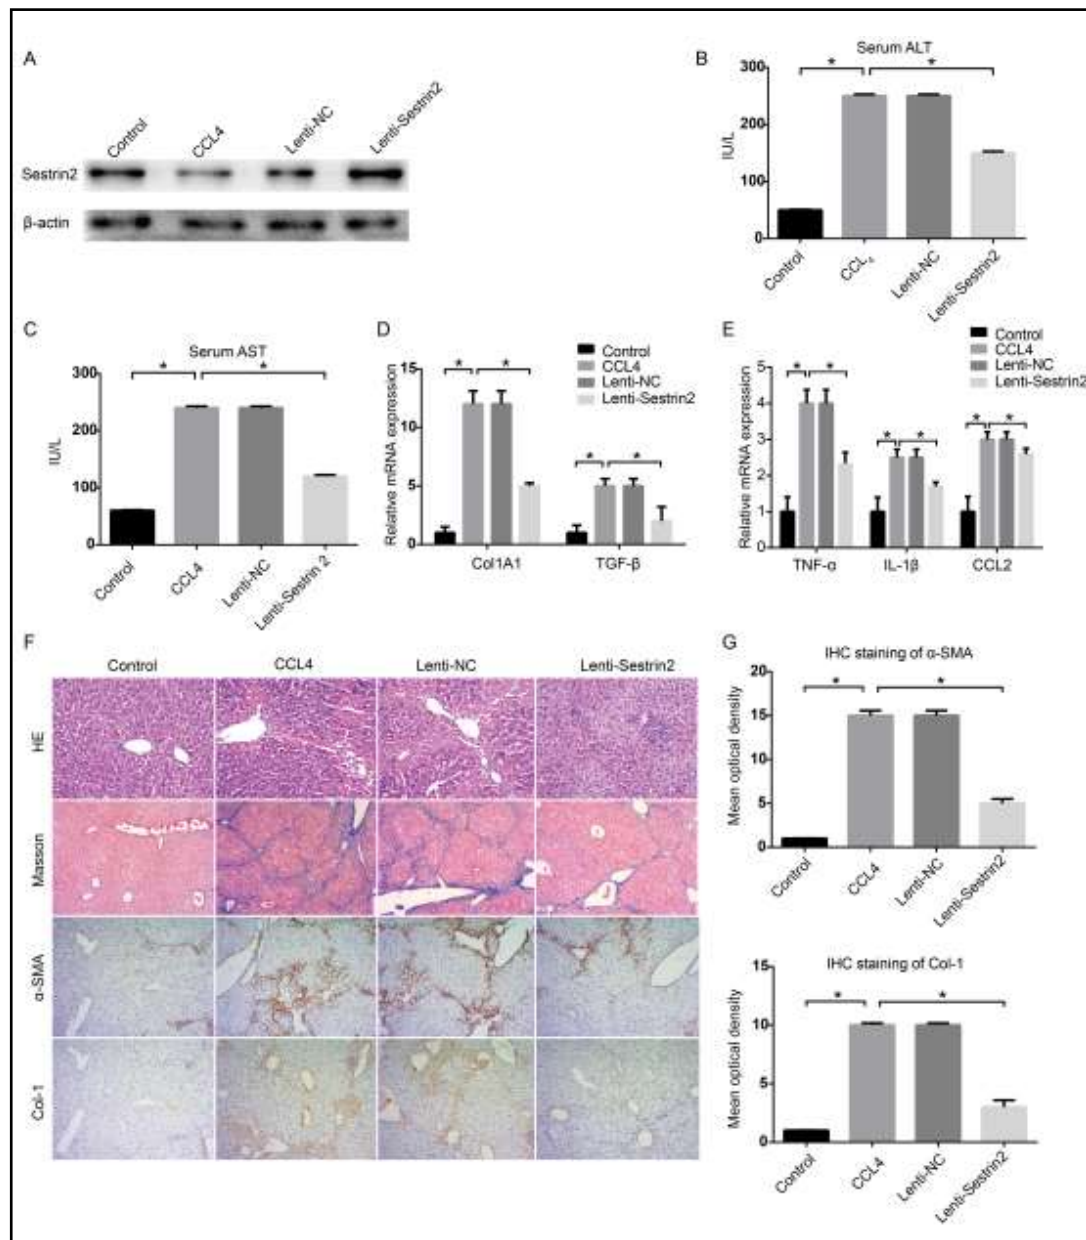 A
Control
CCL4
Lenti-NC
Lenti-Sestrin2
Sestrin2
β-actin
B
Serum ALT
*
*
IU/L
300
200
100
0
Control
CCL₄
Lenti-NC
Lenti-Sestrin2
C
Serum AST
*
*
IU/L
300
200
100
0
Control
CCL4
Lenti-NC
Lenti-Sestrin 2
D
Control
CCL4
Lenti-NC
Lenti-Sestrin2
Relative mRNA expression
15
10
5
0
*
*
*
*
Col1A1
TGF-β
E
Control
CCL4
Lenti-NC
Lenti-Sestrin2
Relative mRNA expression
5
4
3
2
1
0
*
*
*
*
*
*
TNF-α
IL-1β
CCL2
F
Control
CCL4
Lenti-NC
Lenti-Sestrin2
HE
Masson
α-SMA
Col-1
G
IHC staining of α-SMA
*
*
Mean optical density
20
15
10
5
0
Control
CCL4
Lenti-NC
Lenti-Sestrin2
IHC staining of Col-1
*
*
Mean optical density
15
10
5
0
Control
CCL4
Lenti-NC
Lenti-Sestrin2